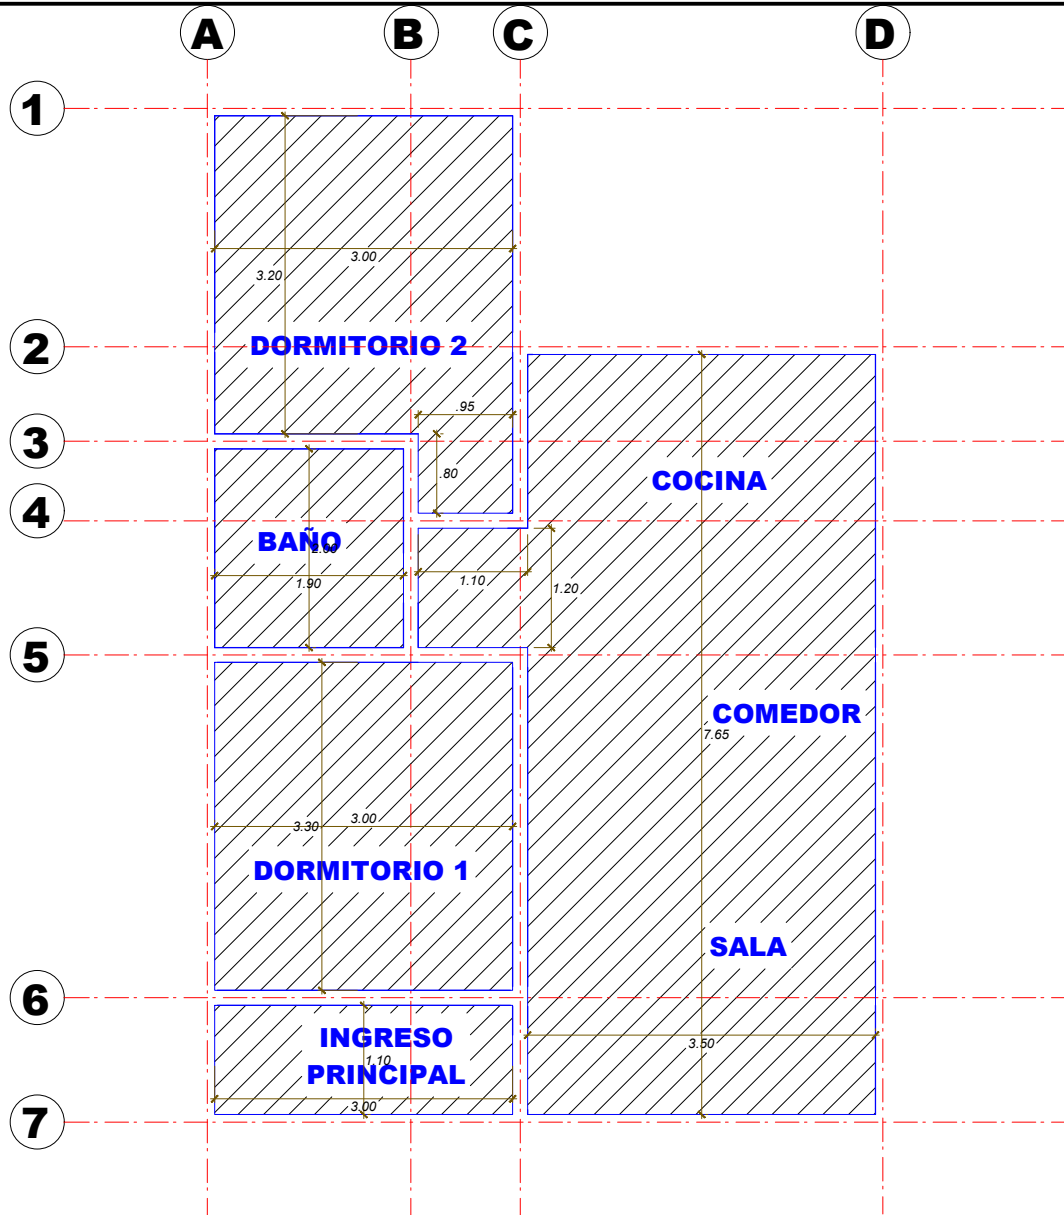 A B C D
1
3.00
3.20
2
DORMITORIO 2
.95
3
.80
COCINA
4
BAÑO
2.00
1.90
1.10
1.20
5
COMEDOR
7.65
3.00
3.30
DORMITORIO 1
SALA
6
INGRESO
1.10
PRINCIPAL
3.50
3.00
7